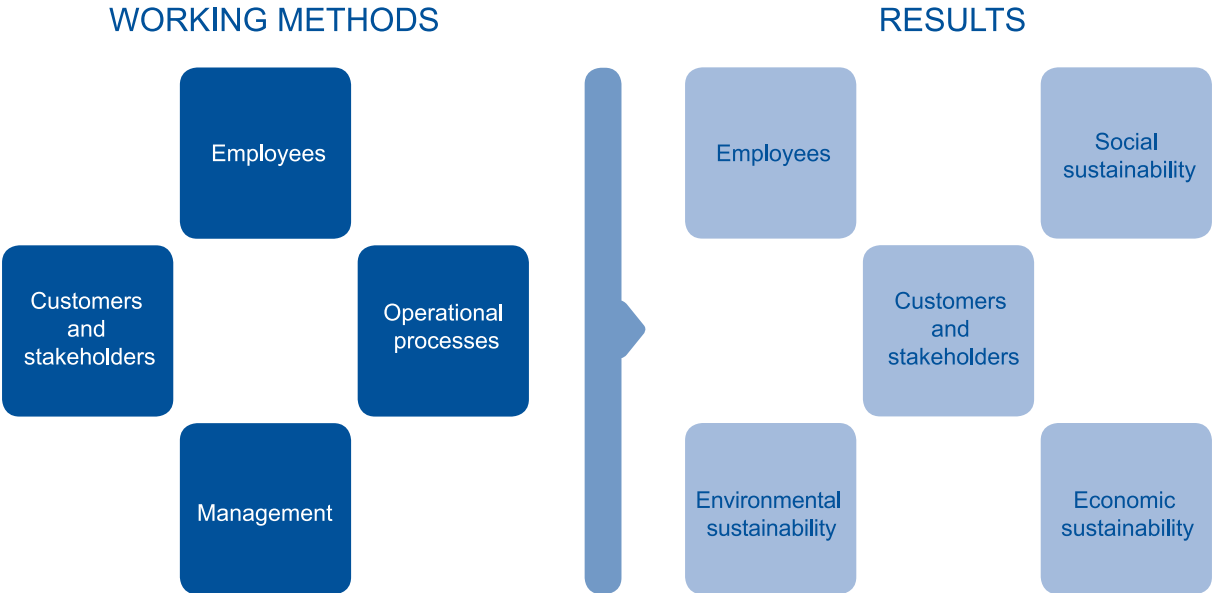 WORKING METHODS
Employees
Customers
and
stakeholders
Operational
processes
Management
RESULTS
Employees
Social
sustainability
Customers
and
stakeholders
Environmental
sustainability
Economic
sustainability